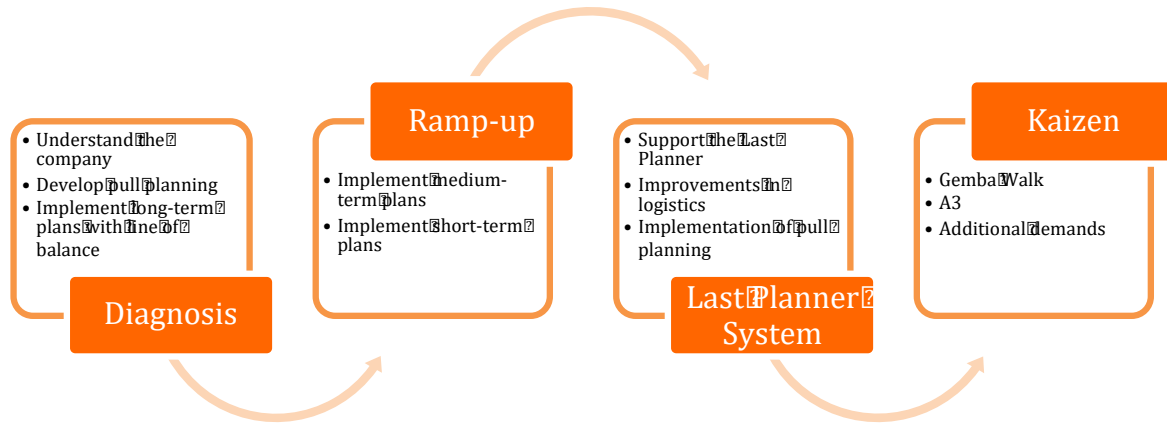 • Understand the
company
• Develop pull planning
• Implement long-term
plans with line of
balance
Diagnosis
Ramp-up
• Implement medium-
term plans
• Implement short-term
plans
• Support the Last
Planner
• Improvements in
logistics
• Implementation of pull
planning
Last Planner
System
Kaizen
• Gemba Walk
• A3
• Additional demands